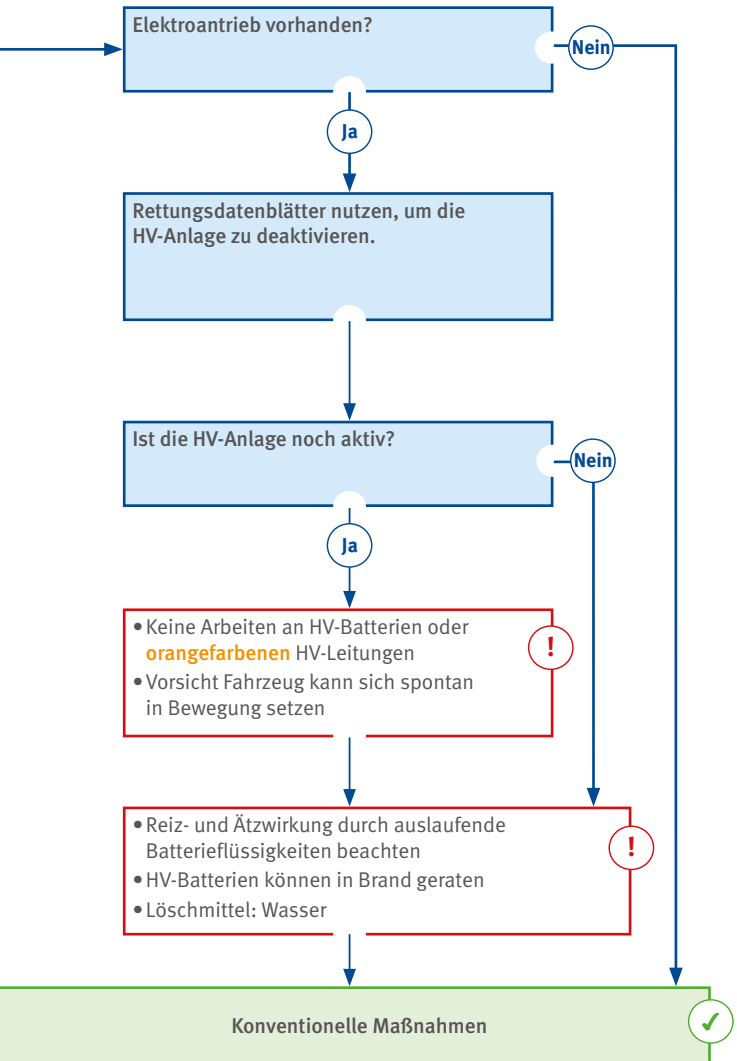 Elektroantrieb vorhanden?
Nein
Ja
Rettungsdatenblätter nutzen, um die
HV-Anlage zu deaktivieren.
Ist die HV-Anlage noch aktiv?
Nein
Ja
• Keine Arbeiten an HV-Batterien oder
orangefarbenen HV-Leitungen
!
• Vorsicht Fahrzeug kann sich spontan
in Bewegung setzen
• Reiz- und Ätzwirkung durch auslaufende
Batterieflüssigkeiten beachten
!
• HV-Batterien können in Brand geraten
• Löschmittel: Wasser
Konventionelle Maßnahmen
✓